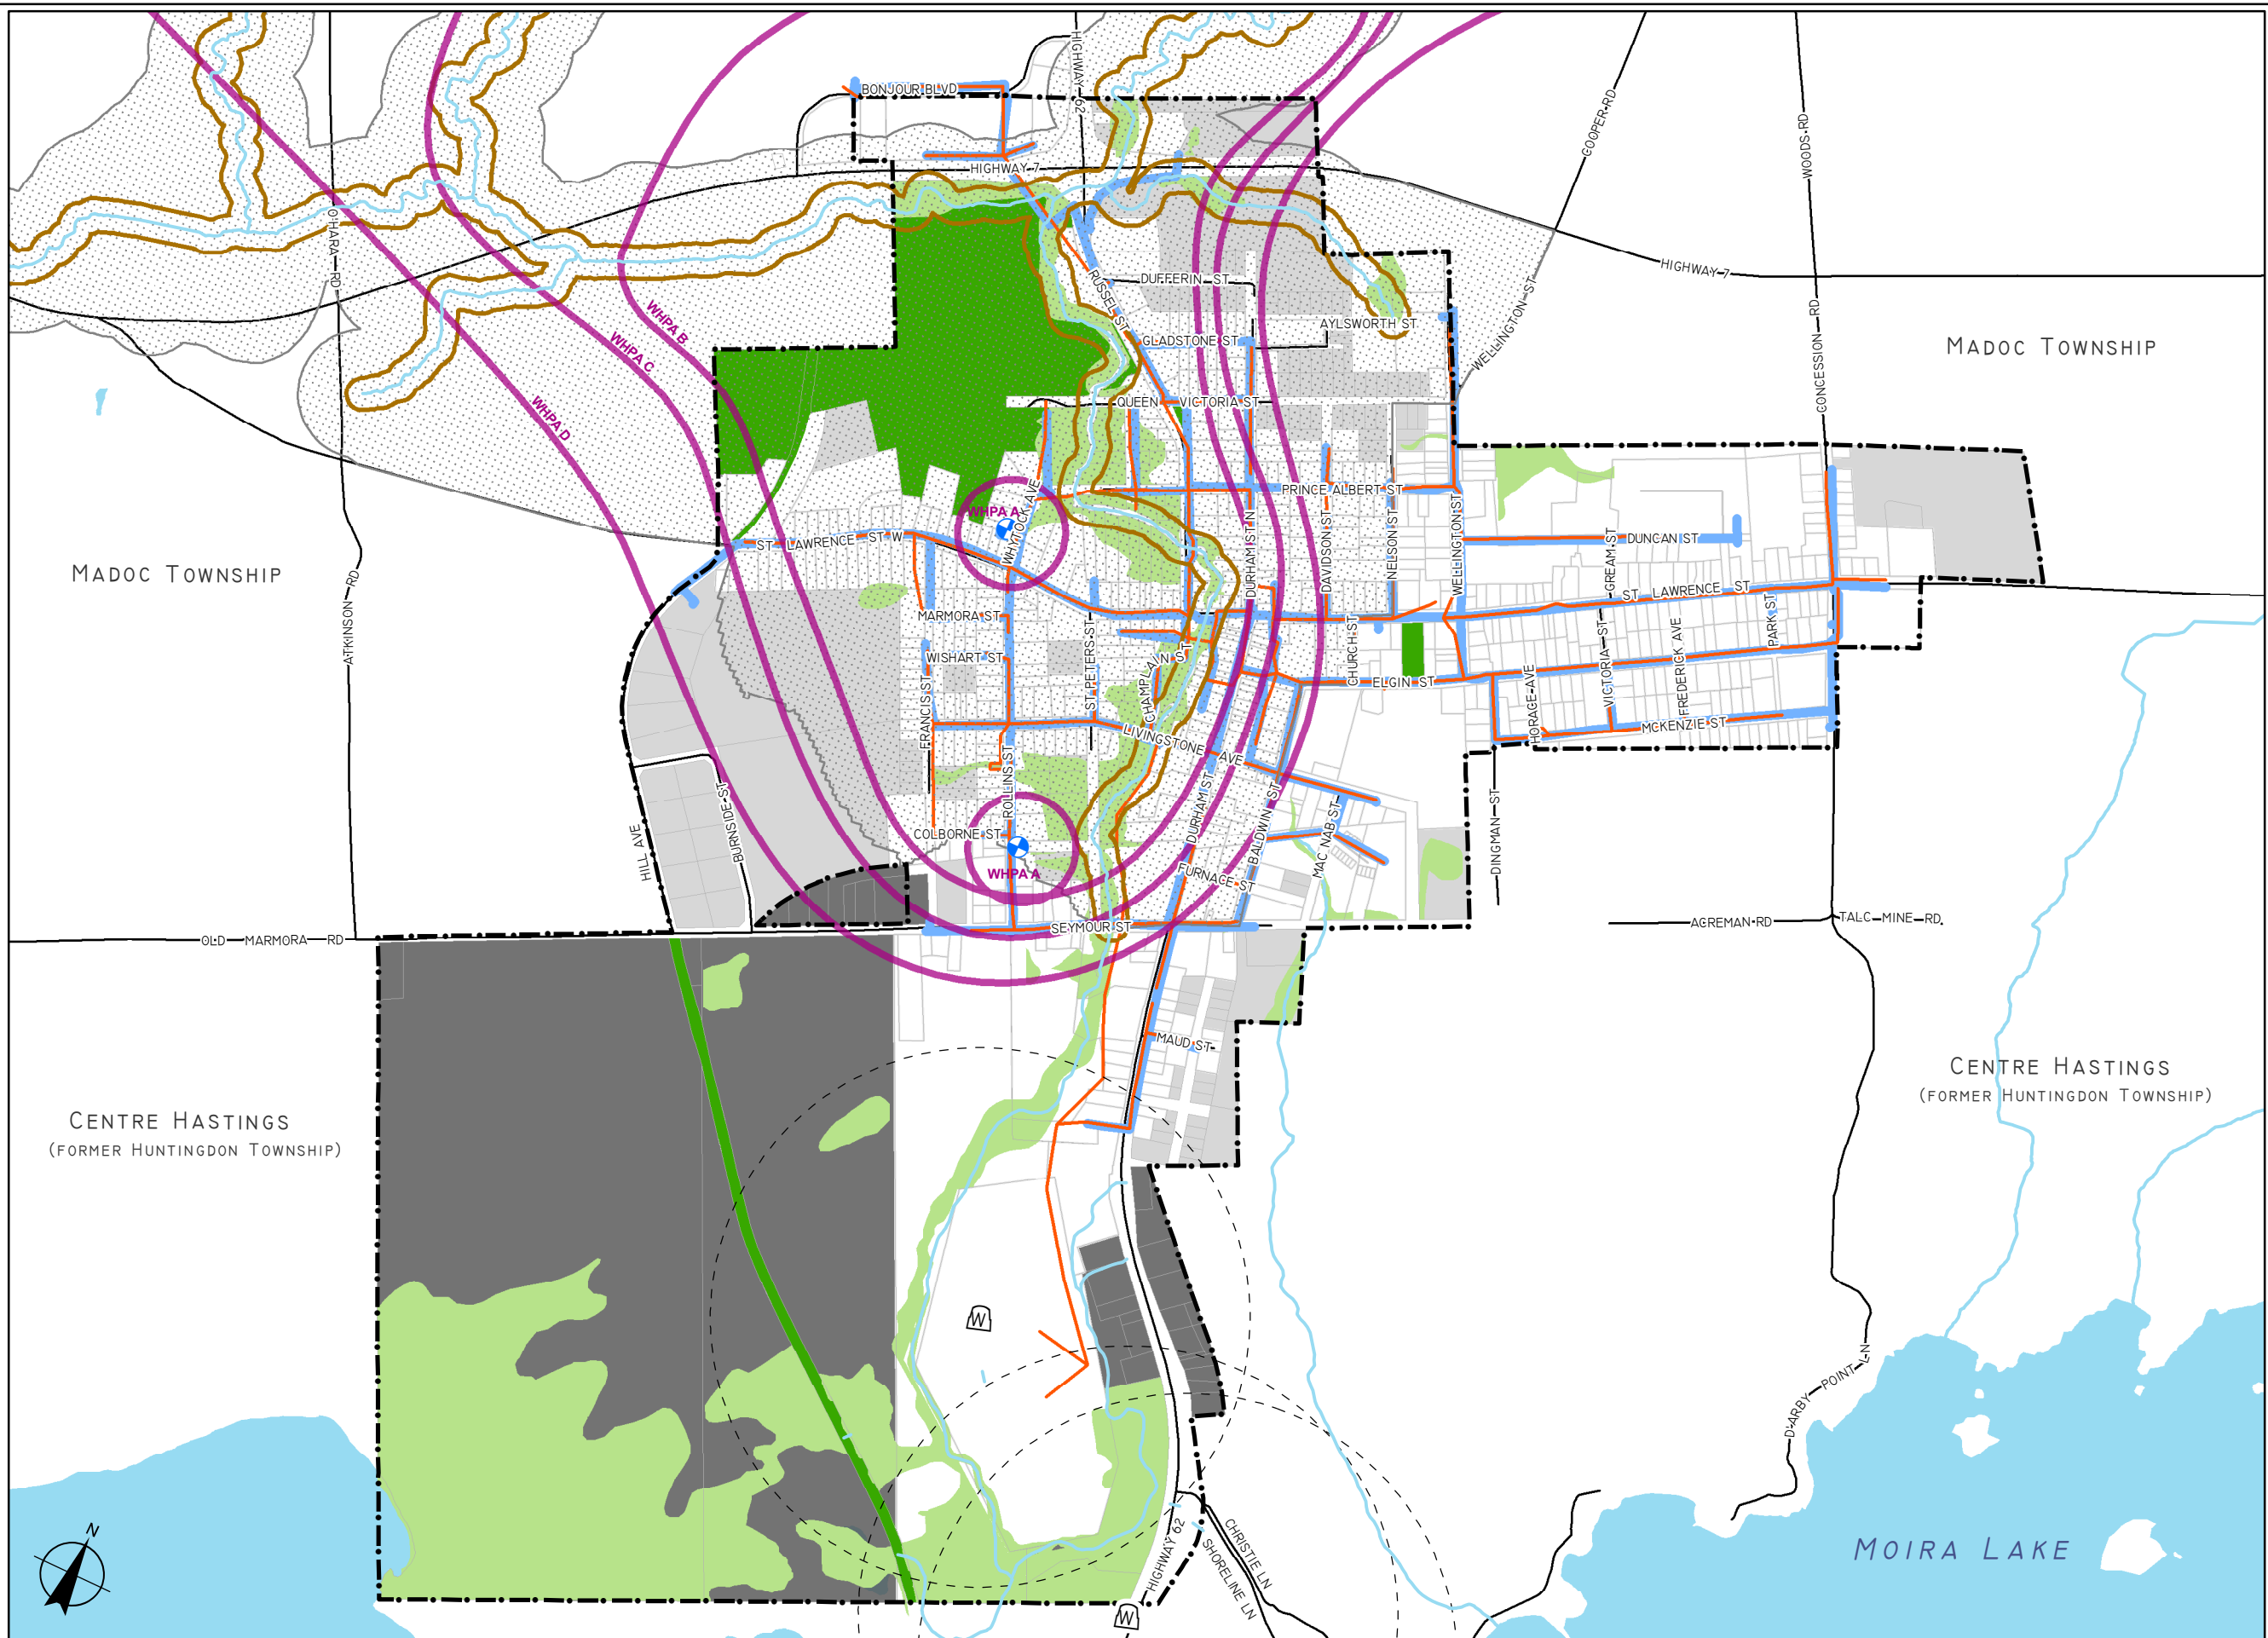 HIGHWAY 62
BONJOUR BLVD
HIGHWAY 7
COOPER RD
WOODS RD
O'HARA RD
DUFFERIN ST
RUSSEL ST
HIGHWAY 7
WHPA B
WHPA C
WHPA D
AYLSWORTH ST
GLADSTONE ST
WELLINGTON ST
MADOC TOWNSHIP
CONCESSION RD
QUEEN VICTORIA ST
PRINCE ALBERT ST
WHPA A
WHYTOCK AVE
ST LAWRENCE ST W
DURHAM ST N
DAVIDSON ST
NELSON ST
WELLINGTON ST
GREAM ST
DUNCAN ST
MADOC TOWNSHIP
ATKINSON RD
MARMORA ST
ST LAWRENCE ST
PARK ST
WISHART ST
ST PETERS ST
CHAMPLAIN ST
CHURCH ST
ELGIN ST
HORACE AVE
VICTORIA ST
FREDERICK AVE
FRANCIS ST
LIVINGSTONE AVE
MCKENZIE ST
ROLLINS ST
HILL AVE
BURNSIDE ST
COLBORNE ST
WHPA A
DURHAM ST
BALDWIN ST
MAC NAB ST
FURNACE ST
DINGMAN ST
OLD MARMORA RD
SEYMOUR ST
ACREMAN RD
TALC MINE RD.
MAUD ST
CENTRE HASTINGS
(FORMER HUNTINGDON TOWNSHIP)
CENTRE HASTINGS
(FORMER HUNTINGDON TOWNSHIP)
W
D'ARBY POINT LN
N
HIGHWAY 62
CHRISTIE LN
SHORELINE LN
MOIRA LAKE
W